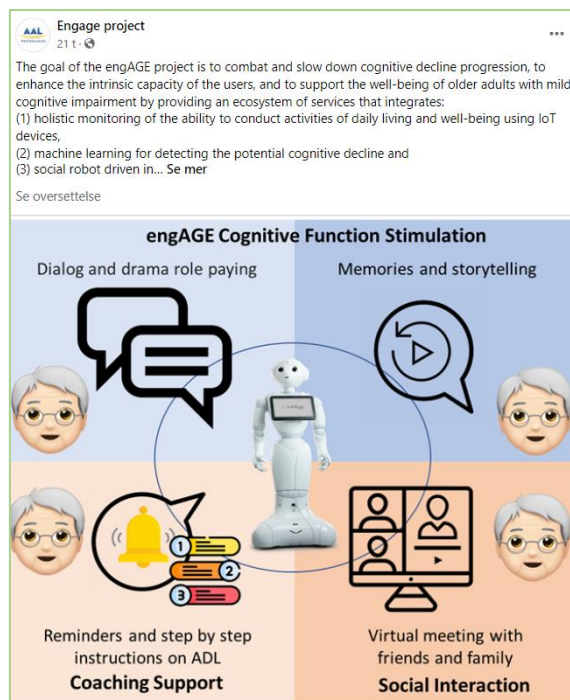 AAL
PROGRAMME
Engage project
21 t ·
The goal of the engAGE project is to combat and slow down cognitive decline progression, to
enhance the intrinsic capacity of the users, and to support the well-being of older adults with mild
cognitive impairment by providing an ecosystem of services that integrates:
(1) holistic monitoring of the ability to conduct activities of daily living and well-being using IoT
devices,
(2) machine learning for detecting the potential cognitive decline and
(3) social robot driven in... Se mer
Se oversettelse
engAGE Cognitive Function Stimulation
Dialog and drama role paying
Memories and storytelling
1
2
3
Reminders and step by step
instructions on ADL
Coaching Support
Virtual meeting with
friends and family
Social Interaction